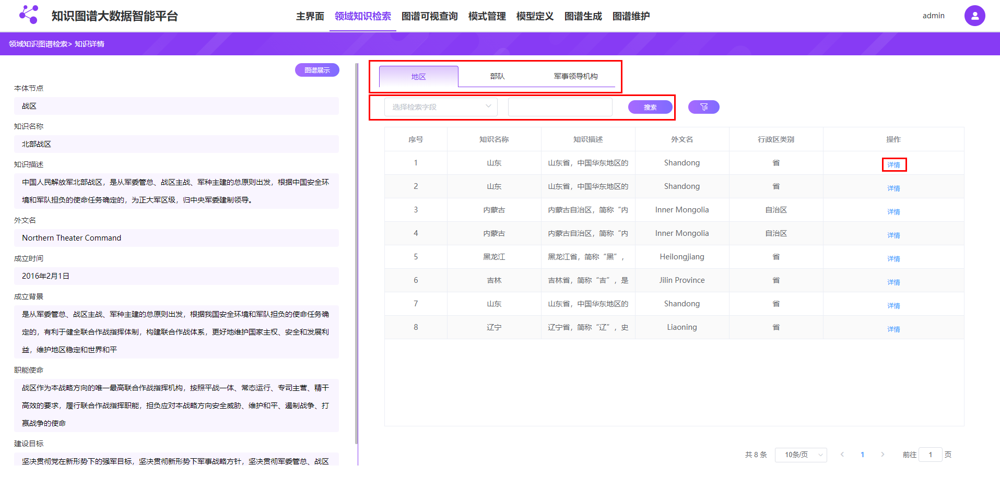 知识图谱大数据智能平台
主界面 领域知识检索 图谱可视查询 模式管理 模型定义 图谱生成 图谱维护
admin
领域知识图谱检索> 知识详情
图谱展示
本体节点
战区
知识名称
北部战区
知识描述
中国人民解放军北部战区，是从军委管总、战区主战、军种主建的总原则出发，根据中国安全环
境和军队担负的使命任务确定的，为正大军区级，归中央军委建制领导。
外文名
Northern Theater Command
成立时间
2016年2月1日
成立背景
是从军委管总、战区主战、军种主建的总原则出发，根据我国安全环境和军队担负的使命任务确
定的，有利于健全联合作战指挥体制，构建联合作战体系，更好地维护国家主权、安全和发展利
益，维护地区稳定和世界和平
职能使命
战区作为本战略方向的唯一最高联合作战指挥机构，按照平战一体、常态运行、专司主营、精干
高效的要求，履行联合作战指挥职能，担负应对本战略方向安全威胁、维护和平、遏制战争、打
赢战争的使命
建设目标
坚决贯彻党在新形势下的强军目标，坚决贯彻新形势下军事战略方针，坚决贯彻军委管总、战区
地区 部队 军事领导机构
选择检索字段 搜索
序号 知识名称 知识描述 外文名 行政区类别 操作
1 山东 山东省，中国华东地区的 Shandong 省 详情
2 山东 山东省，中国华东地区的 Shandong 省 详情
3 内蒙古 内蒙古自治区，简称“内 Inner Mongolia 自治区 详情
4 内蒙古 内蒙古自治区，简称“内 Inner Mongolia 自治区 详情
5 黑龙江 黑龙江省，简称“黑”， Heilongjiang 省 详情
6 吉林 吉林省，简称“吉”，是 Jilin Province 省 详情
7 山东 山东省，中国华东地区的 Shandong 省 详情
8 辽宁 辽宁省，简称“辽”，史 Liaoning 省 详情
共 8 条 10条/页 1 前往 1 页